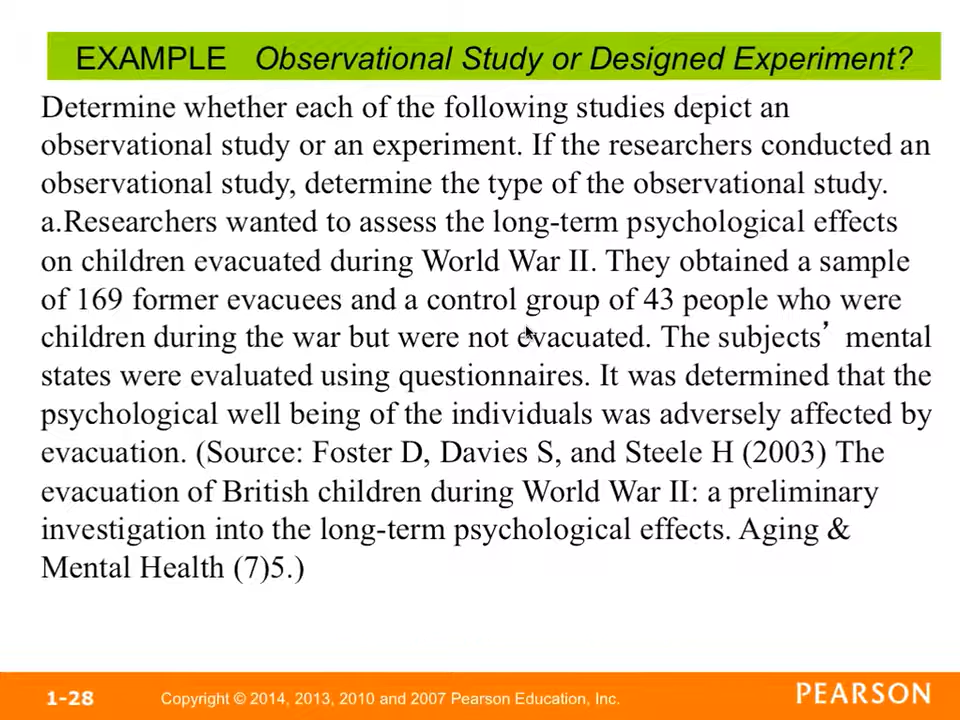 EXAMPLE Observational Study or Designed Experiment?
Determine whether each of the following studies depict an
observational study or an experiment. If the researchers conducted an
observational study, determine the type of the observational study.
a.Researchers wanted to assess the long-term psychological effects
on children evacuated during World War II. They obtained a sample
of 169 former evacuees and a control group of 43 people who were
children during the war but were not evacuated. The subjects’ mental
states were evaluated using questionnaires. It was determined that the
psychological well being of the individuals was adversely affected by
evacuation. (Source: Foster D, Davies S, and Steele H (2003) The
evacuation of British children during World War II: a preliminary
investigation into the long-term psychological effects. Aging &
Mental Health (7)5.)
1-28 Copyright © 2014, 2013, 2010 and 2007 Pearson Education, Inc. PEARSON